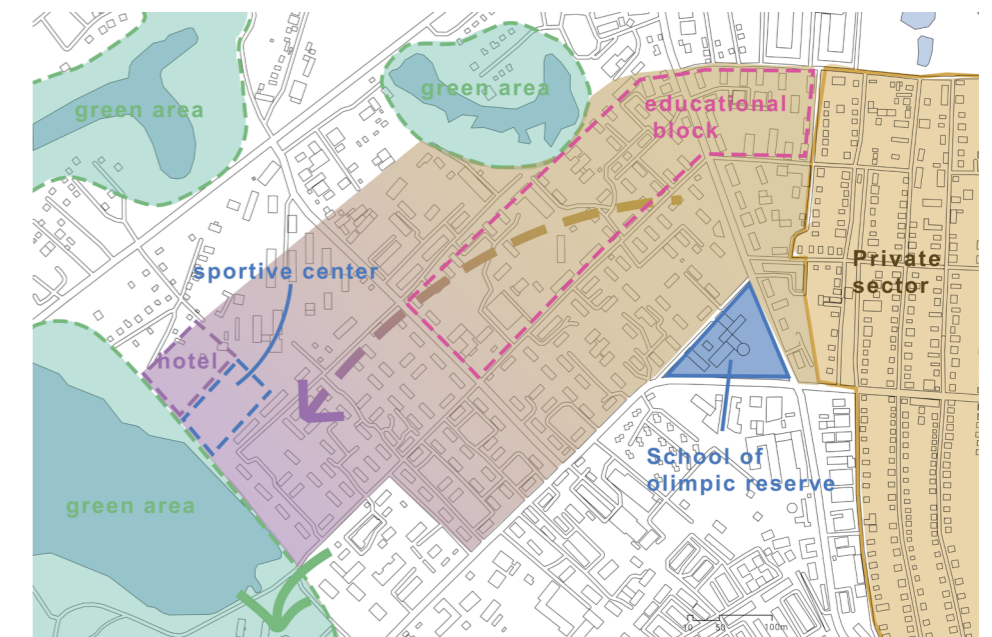 green area
green area
educational
block
sportive center
Private
sector
hotel
School of
olimpic reserve
green area
10 50 100m